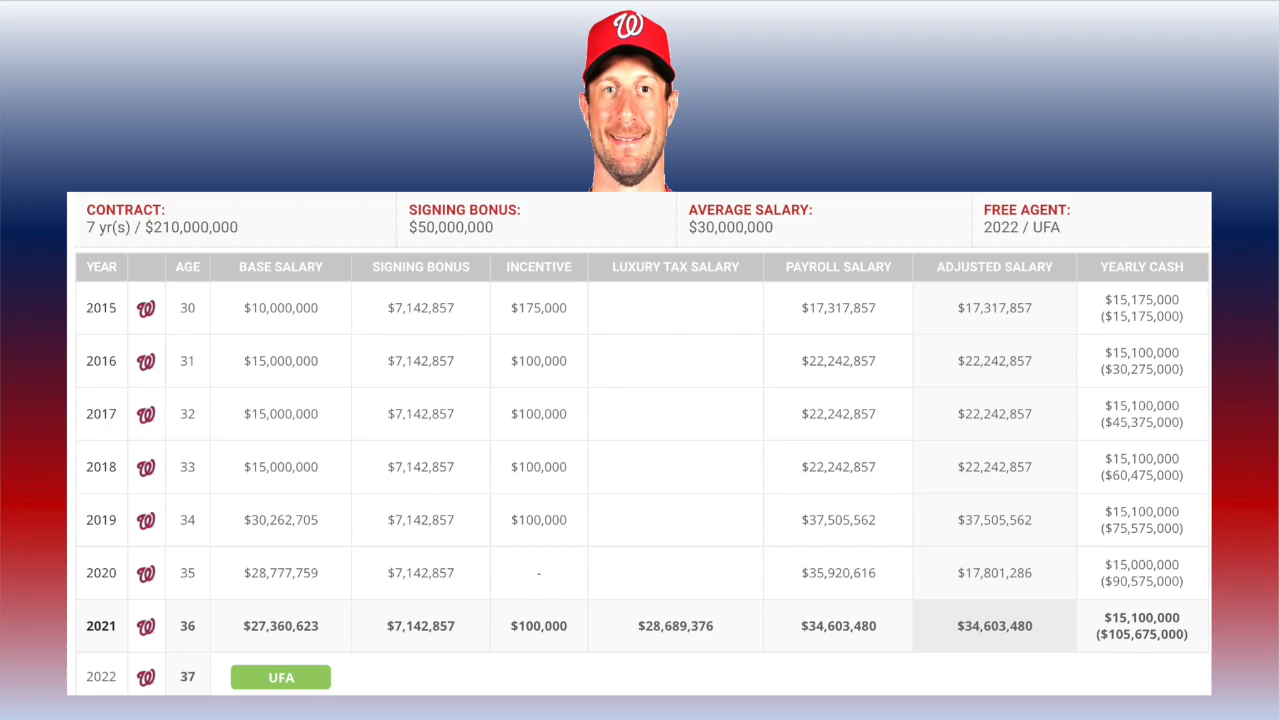 W
CONTRACT: SIGNING BONUS: AVERAGE SALARY: FREE AGENT:
7 yr(s) / $210,000,000 $50,000,000 $30,000,000 2022 / UFA
YEAR AGE BASE SALARY SIGNING BONUS INCENTIVE LUXURY TAX SALARY PAYROLL SALARY ADJUSTED SALARY YEARLY CASH
2015 W 30 $10,000,000 $7,142,857 $175,000 $17,317,857 $17,317,857 $15,175,000
($15,175,000)
2016 W 31 $15,000,000 $7,142,857 $100,000 $22,242,857 $22,242,857 $15,100,000
($30,275,000)
2017 W 32 $15,000,000 $7,142,857 $100,000 $22,242,857 $22,242,857 $15,100,000
($45,375,000)
2018 W 33 $15,000,000 $7,142,857 $100,000 $22,242,857 $22,242,857 $15,100,000
($60,475,000)
2019 W 34 $30,262,705 $7,142,857 $100,000 $37,505,562 $37,505,562 $15,100,000
($75,575,000)
2020 W 35 $28,777,759 $7,142,857 - $35,920,616 $17,801,286 $15,000,000
($90,575,000)
2021 W 36 $27,360,623 $7,142,857 $100,000 $28,689,376 $34,603,480 $34,603,480 $15,100,000
($105,675,000)
2022 W 37 UFA